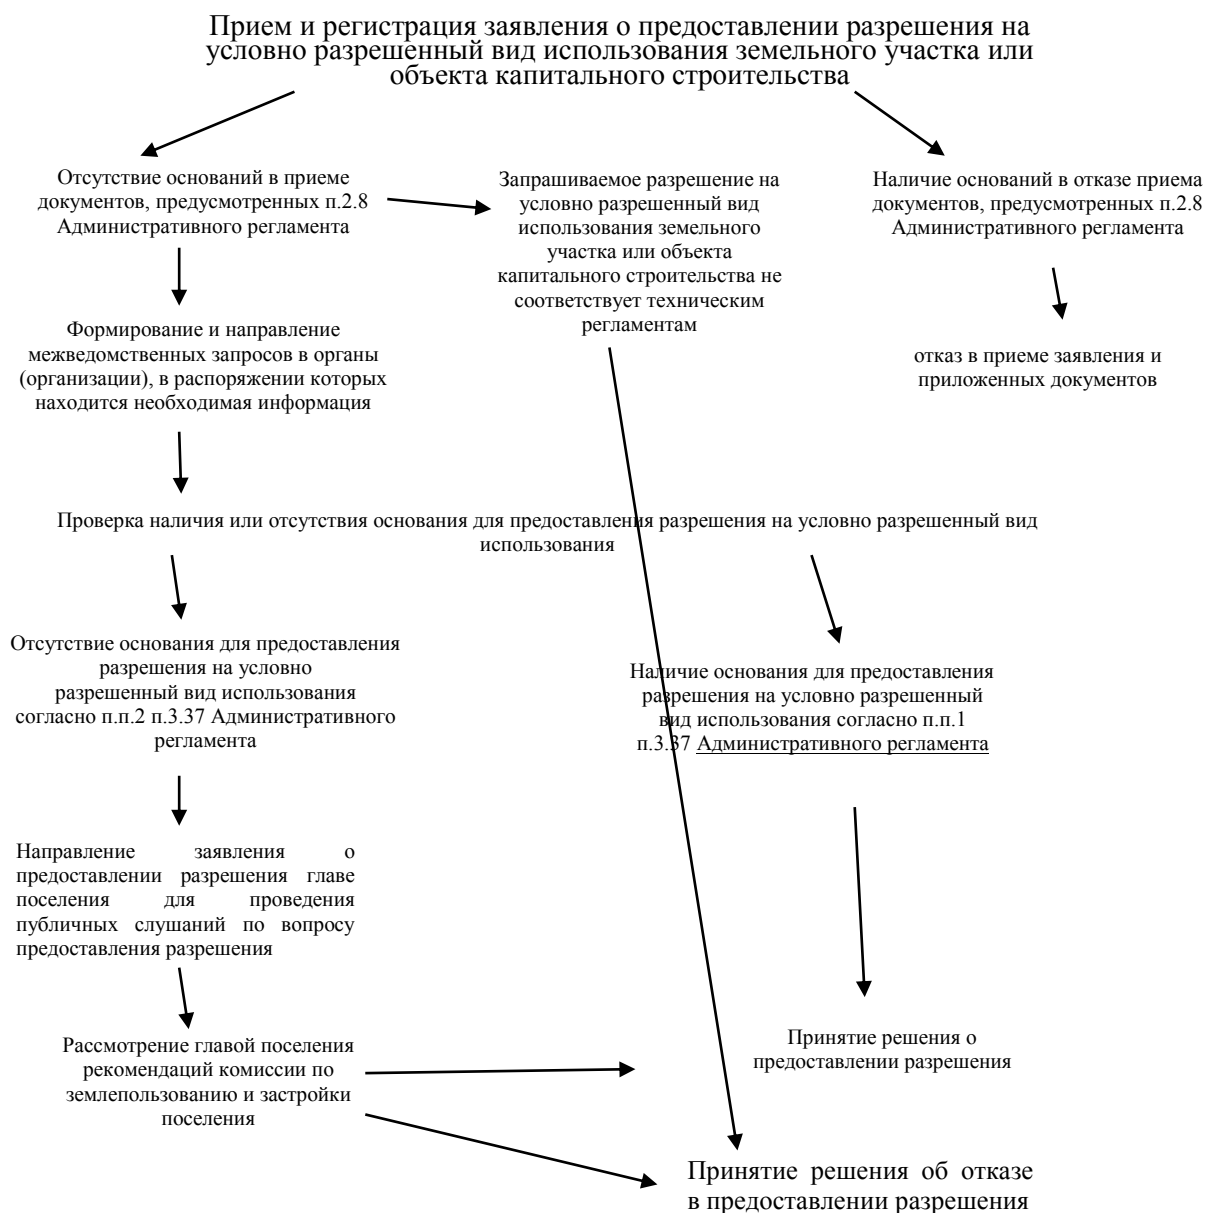 Прием и регистрация заявления о предоставлении разрешения на
условно разрешенный вид использования земельного участка или
объекта капитального строительства
Отсутствие оснований в приеме
документов, предусмотренных п.2.8
Административного регламента
Запрашиваемое разрешение на
условно разрешенный вид
использования земельного
участка или объекта
капитального строительства не
соответствует техническим
регламентам
Наличие оснований в отказе приема
документов, предусмотренных п.2.8
Административного регламента
Формирование и направление
межведомственных запросов в органы
(организации), в распоряжении которых
находится необходимая информация
отказ в приеме заявления и
приложенных документов
Проверка наличия или отсутствия основания для предоставления разрешения на условно разрешенный вид
использования
Отсутствие основания для предоставления
разрешения на условно
разрешенный вид использования
согласно п.п.2 п.3.37 Административного
регламента
Наличие основания для предоставления
разрешения на условно разрешенный
вид использования согласно п.п.1
п.3.37 Административного регламента
Направление заявления о
предоставлении разрешения главе
поселения для проведения
публичных слушаний по вопросу
предоставления разрешения
Рассмотрение главой поселения
рекомендаций комиссии по
землепользованию и застройки
поселения
Принятие решения о
предоставлении разрешения
Принятие решения об отказе
в предоставлении разрешения